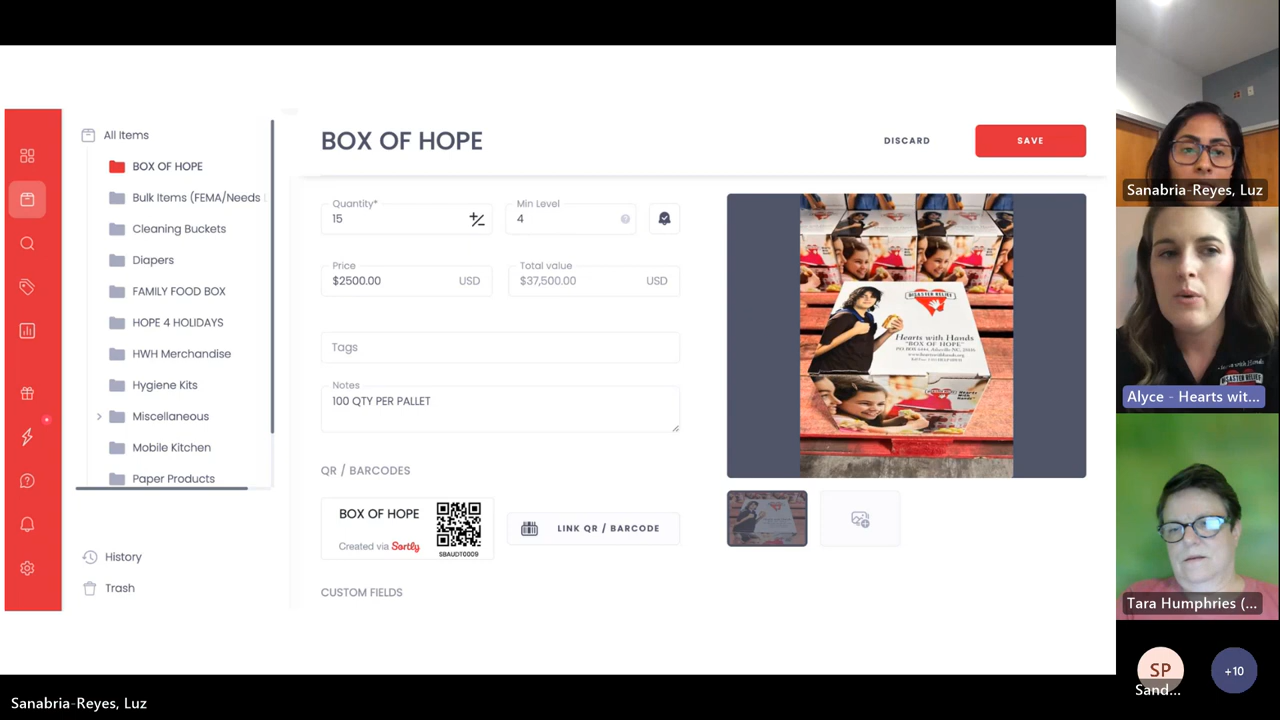 All Items
BOX OF HOPE
Bulk Items (FEMA/Needs
Cleaning Buckets
Diapers
FAMILY FOOD BOX
HOPE 4 HOLIDAYS
HWH Merchandise
Hygiene Kits
Miscellaneous
Mobile Kitchen
Paper Products
History
Trash
BOX OF HOPE
DISCARD
SAVE
Quantity*
15
Min Level
4
Price
$2500.00
USD
Total value
$37,500.00
USD
Tags
Notes
100 QTY PER PALLET
QR / BARCODES
BOX OF HOPE
Created via Sortly
SBAUDT0009
LINK QR / BARCODE
CUSTOM FIELDS
DISASTER RELIEF
Hearts with Hands
"BOX OF HOPE"
Sanabria-Reyes, Luz
Alyce - Hearts wit...
Tara Humphries (...
SP
Sand...
+10
Sanabria-Reyes, Luz